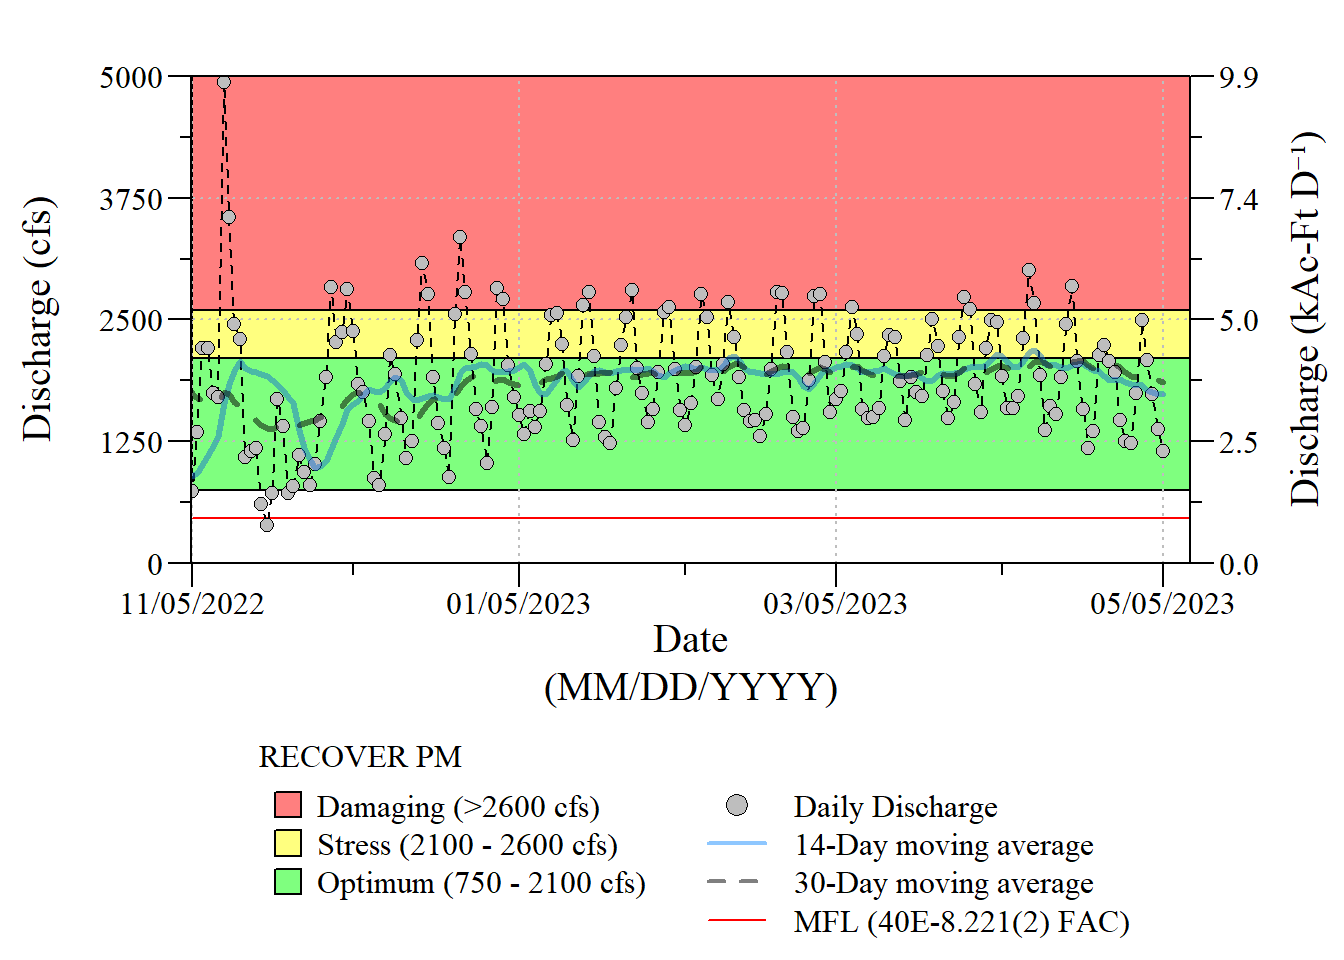 5000
3750
2500
1250
0
Discharge (cfs)
9.9
7.4
5.0
2.5
0.0
Discharge (kAc-Ft D⁻¹)
11/05/2022
01/05/2023
03/05/2023
05/05/2023
Date
(MM/DD/YYYY)
RECOVER PM
Damaging (>2600 cfs)
Stress (2100 - 2600 cfs)
Optimum (750 - 2100 cfs)
Daily Discharge
14-Day moving average
30-Day moving average
MFL (40E-8.221(2) FAC)